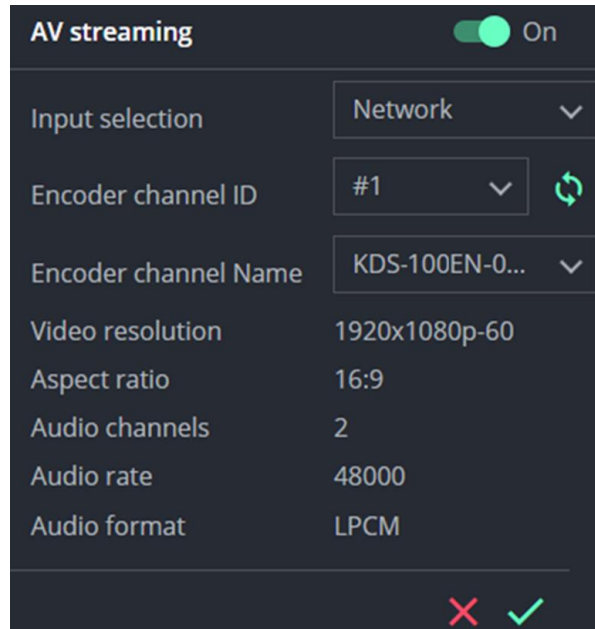 AV streaming On
Input selection Network
Encoder channel ID #1
Encoder channel Name KDS-100EN-0...
Video resolution 1920x1080p-60
Aspect ratio 16:9
Audio channels 2
Audio rate 48000
Audio format LPCM